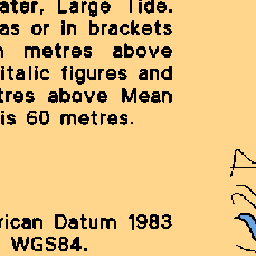 ater, Large Tide.
as or in brackets
metres above
italic figures and
tres above Mean
is 60 metres.
rican Datum 1983
WGS84.